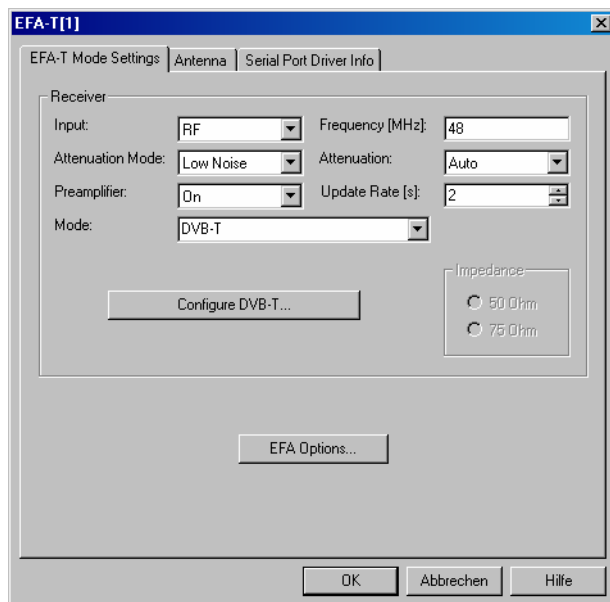 EFA-T[1]
EFA-T Mode Settings Antenna Serial Port Driver Info
Receiver
Input: RF Frequency [MHz]: 48
Attenuation Mode: Low Noise Attenuation: Auto
Preamplifier: On Update Rate [s]: 2
Mode: DVB-T
Impedance
Configure DVB-T... 50 Ohm
75 Ohm
EFA Options...
OK Abbrechen Hilfe